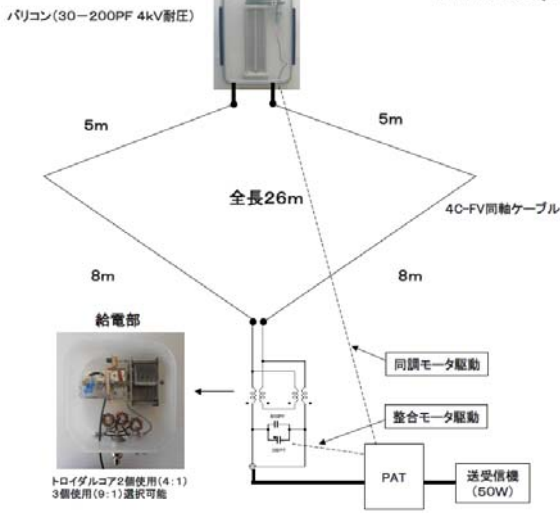 バリコン(30－200PF 4kV耐圧)
5m
5m
全長26m
4C-FV同軸ケーブル
8m
8m
給電部
同調モータ駆動
整合モータ駆動
トロイダルコア2個使用(4:1)
3個使用(9:1)選択可能
PAT
送受信機
(50W)